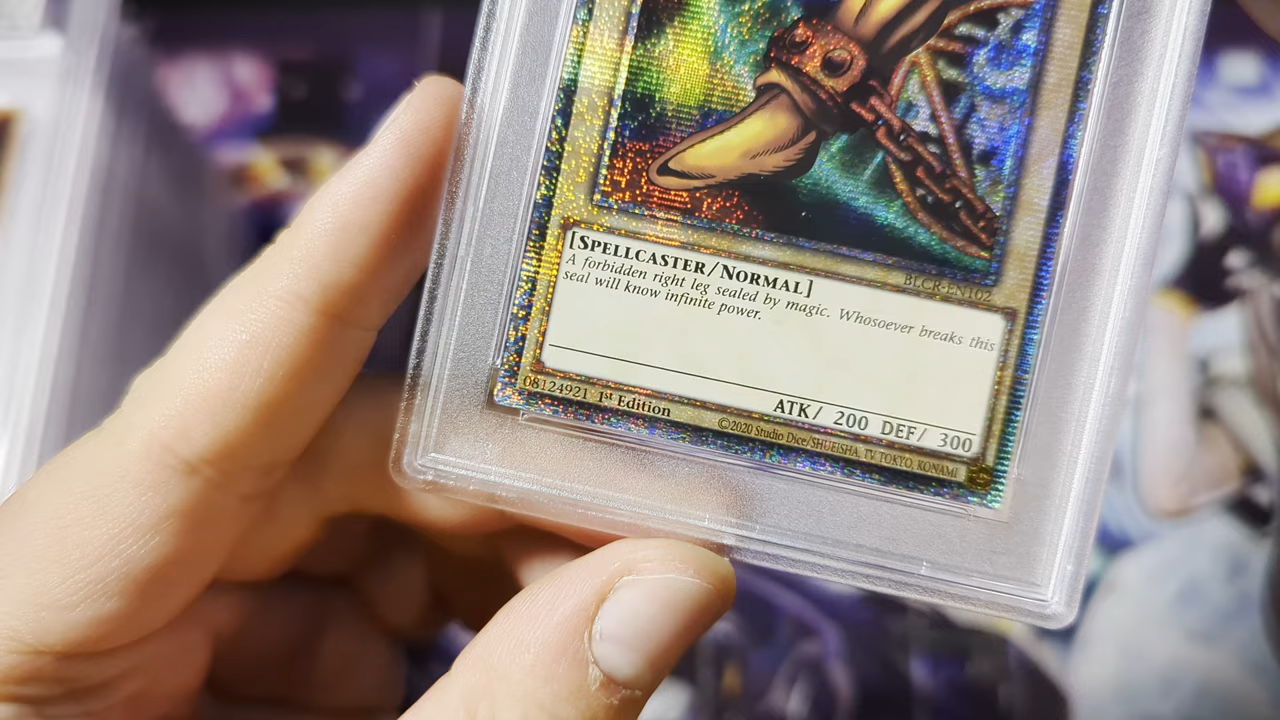 BLCR-EN102
[SPELLCASTER/NORMAL]
A forbidden right leg sealed by magic. Whosoever breaks this
seal will know infinite power.
ATK/ 200 DEF/ 300
08124921 1st Edition
©2020 Studio Dice/SHUEISHA, TV TOKYO, KONAMI